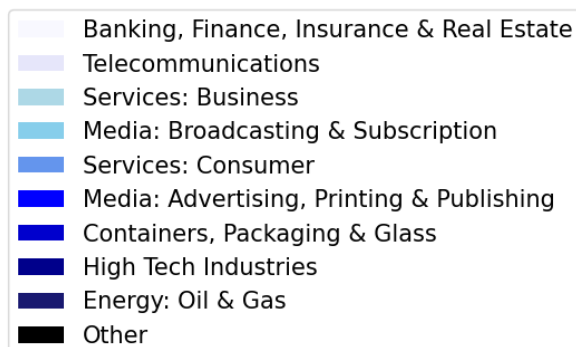 Banking, Finance, Insurance & Real Estate
Telecommunications
Services: Business
Media: Broadcasting & Subscription
Services: Consumer
Media: Advertising, Printing & Publishing
Containers, Packaging & Glass
High Tech Industries
Energy: Oil & Gas
Other